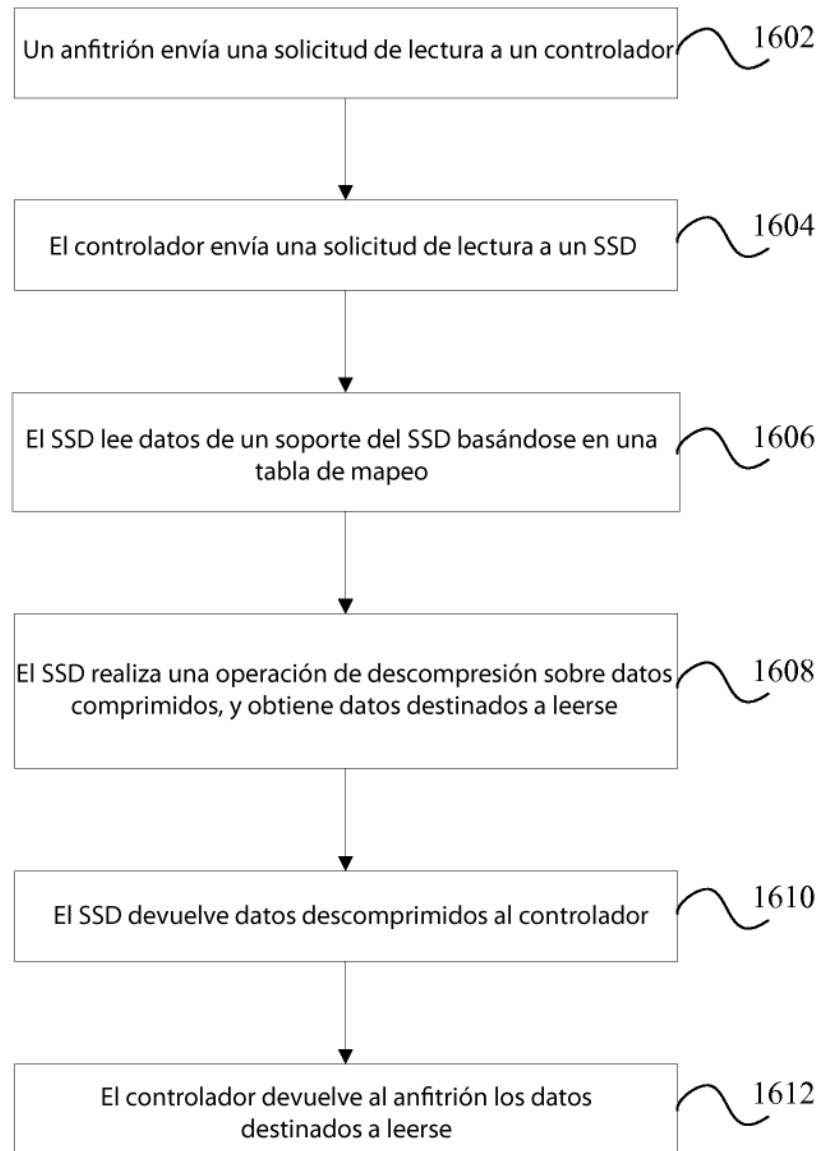 Un anfitrión envía una solicitud de lectura a un controlador
1602
El controlador envía una solicitud de lectura a un SSD
1604
El SSD lee datos de un soporte del SSD basándose en una
tabla de mapeo
1606
El SSD realiza una operación de descompresión sobre datos
comprimidos, y obtiene datos destinados a leerse
1608
El SSD devuelve datos descomprimidos al controlador
1610
El controlador devuelve al anfitrión los datos
destinados a leerse
1612